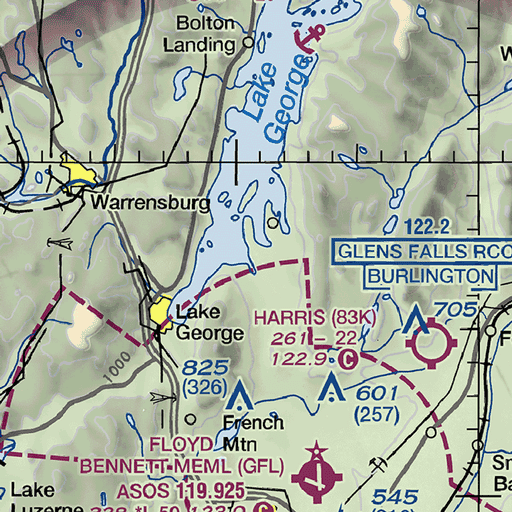 Bolton
Landing
Lake
George
Warrensburg
122.2
GLENS FALLS RCO
BURLINGTON
Lake
George
HARRIS (83K)
261 - 22
122.9 C
705
1000
825
(326)
601
(257)
French
Mtn
FLOYD
BENNETT MEML (GFL)
ASOS 119.925
Lake
Luzerne
545